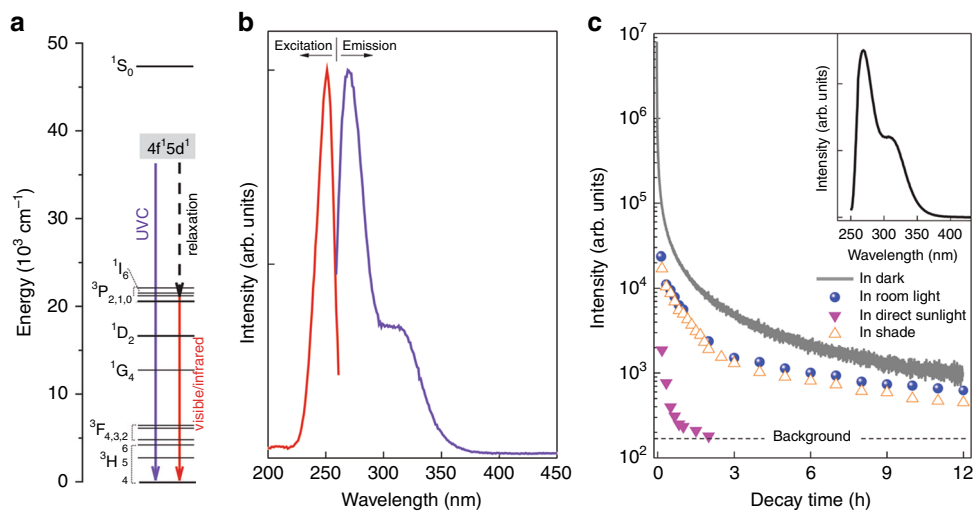 a
Energy (10³ cm⁻¹)
50
40
30
20
10
0
¹S₀
4f¹5d¹
UVC
relaxation
¹I₆
³P₂,₁,₀
¹D₂
¹G₄
visible/infrared
³F₄,₃,₂
³H
6
5
4
b
Excitation
Emission
Intensity (arb. units)
200 250 300 350 400 450
Wavelength (nm)
c
Intensity (arb. units)
10⁷
10⁶
10⁵
10⁴
10³
10²
Intensity (arb. units)
250 300 350 400
Wavelength (nm)
In dark
In room light
In direct sunlight
In shade
Background
0 3 6 9 12
Decay time (h)